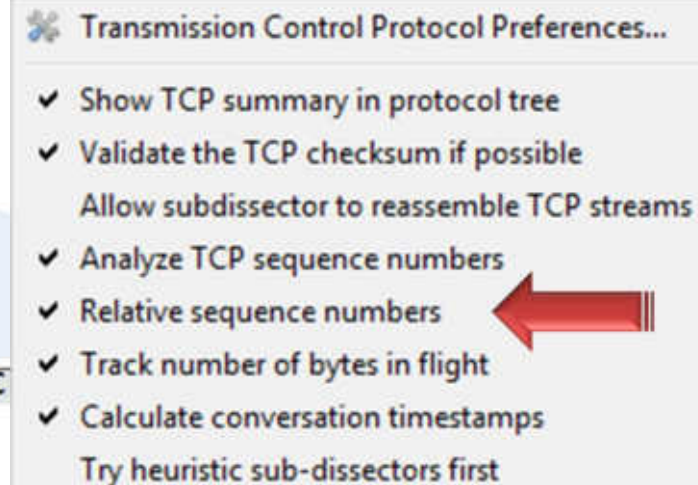 Transmission Control Protocol Preferences...
Show TCP summary in protocol tree
Validate the TCP checksum if possible
Allow subdissector to reassemble TCP streams
Analyze TCP sequence numbers
Relative sequence numbers
Track number of bytes in flight
Calculate conversation timestamps
Try heuristic sub-dissectors first